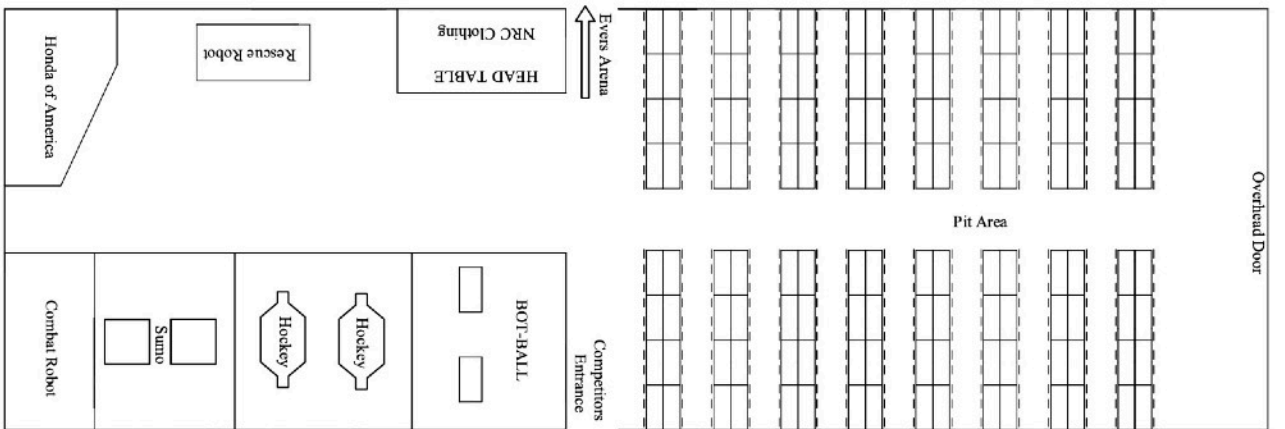 Honda of America
Rescue Robot
NRC Clothing
HEAD TABLE
Evers Arena
Pit Area
Overhead Door
Combat Robot
Sumo
Hockey
Hockey
BOT-BALL
Competitors
Entrance